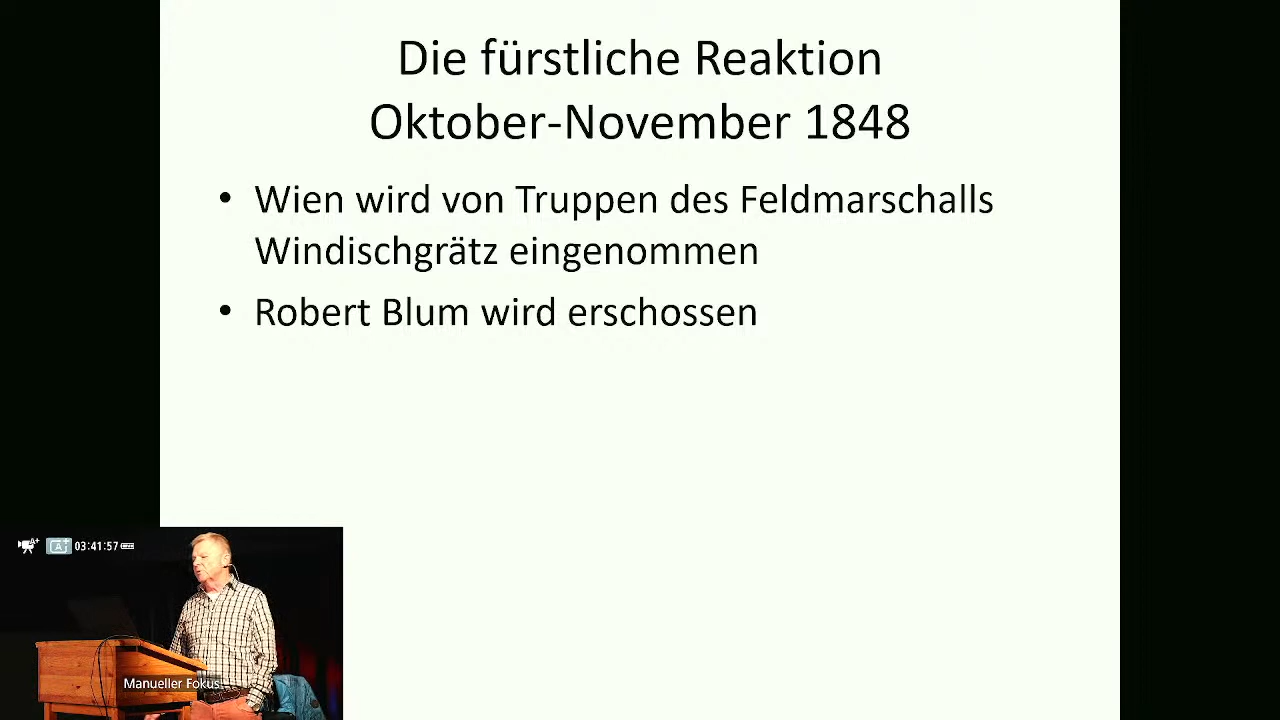 Die fürstliche Reaktion
Oktober-November 1848
• Wien wird von Truppen des Feldmarschalls
Windischgrätz eingenommen
• Robert Blum wird erschossen
03:41:57
Manueller Fokus